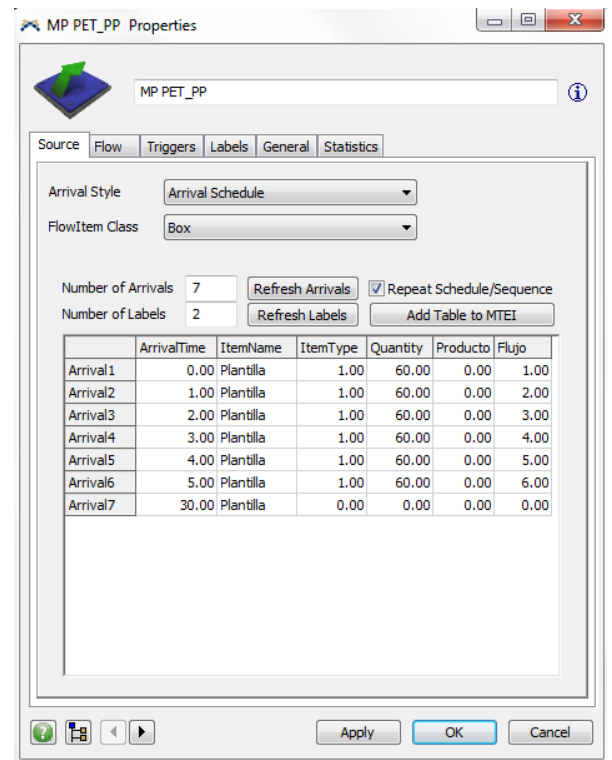 MP PET_PP Properties
MP PET_PP
Source Flow Triggers Labels General Statistics
Arrival Style Arrival Schedule
FlowItem Class Box
Number of Arrivals 7 Refresh Arrivals Repeat Schedule/Sequence
Number of Labels 2 Refresh Labels Add Table to MTEI
ArrivalTime ItemName ItemType Quantity Producto Flujo
Arrival1 0.00 Plantilla 1.00 60.00 0.00 1.00
Arrival2 1.00 Plantilla 1.00 60.00 0.00 2.00
Arrival3 2.00 Plantilla 1.00 60.00 0.00 3.00
Arrival4 3.00 Plantilla 1.00 60.00 0.00 4.00
Arrival5 4.00 Plantilla 1.00 60.00 0.00 5.00
Arrival6 5.00 Plantilla 1.00 60.00 0.00 6.00
Arrival7 30.00 Plantilla 0.00 0.00 0.00 0.00
Apply OK Cancel